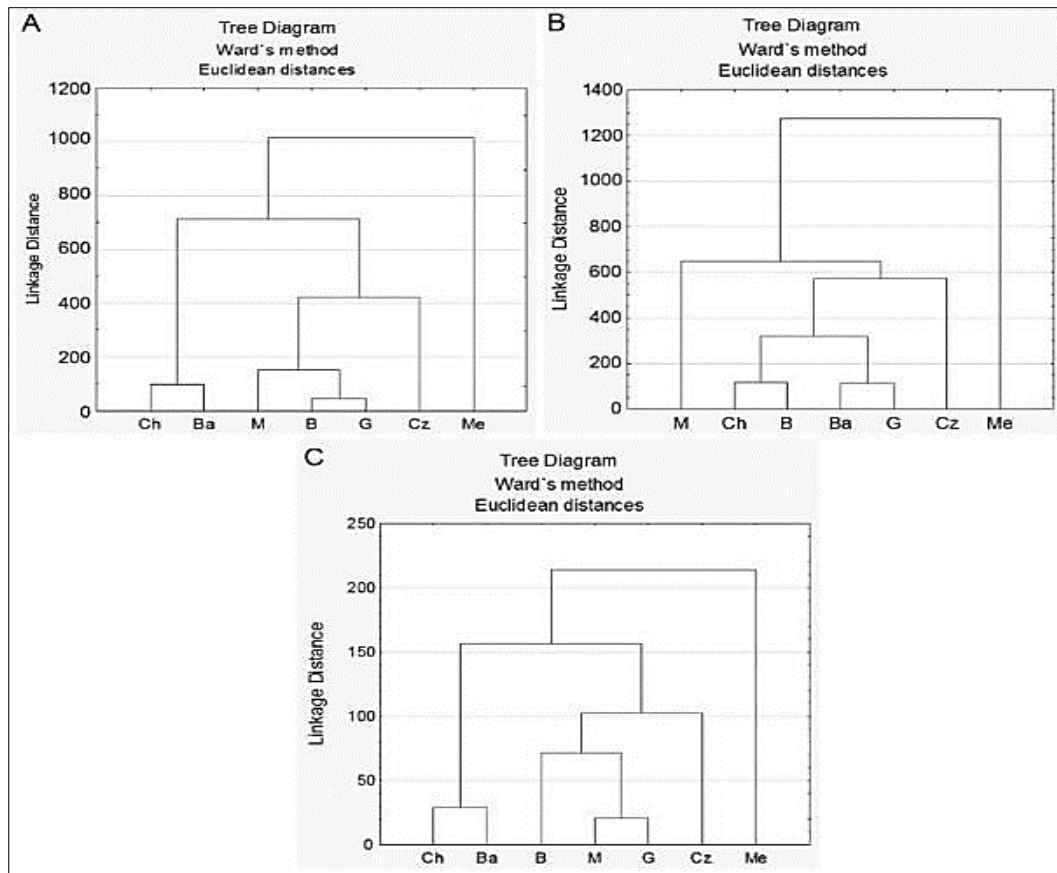 A
Tree Diagram
Ward`s method
Euclidean distances
1200
1000
800
600
400
200
0
Linkage Distance
Ch Ba M B G Cz Me
B
Tree Diagram
Ward`s method
Euclidean distances
1400
1200
1000
800
600
400
200
0
Linkage Distance
M Ch B Ba G Cz Me
C
Tree Diagram
Ward`s method
Euclidean distances
250
200
150
100
50
0
Linkage Distance
Ch Ba B M G Cz Me